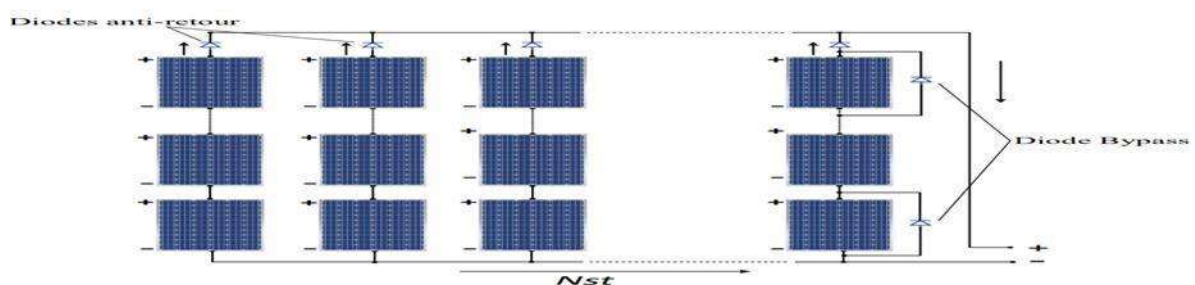 Diodes anti-retour
Diode Bypass
+ + + +
− − − −
+ + + +
− − − −
+ + + +
− − − −
+
−
Nst